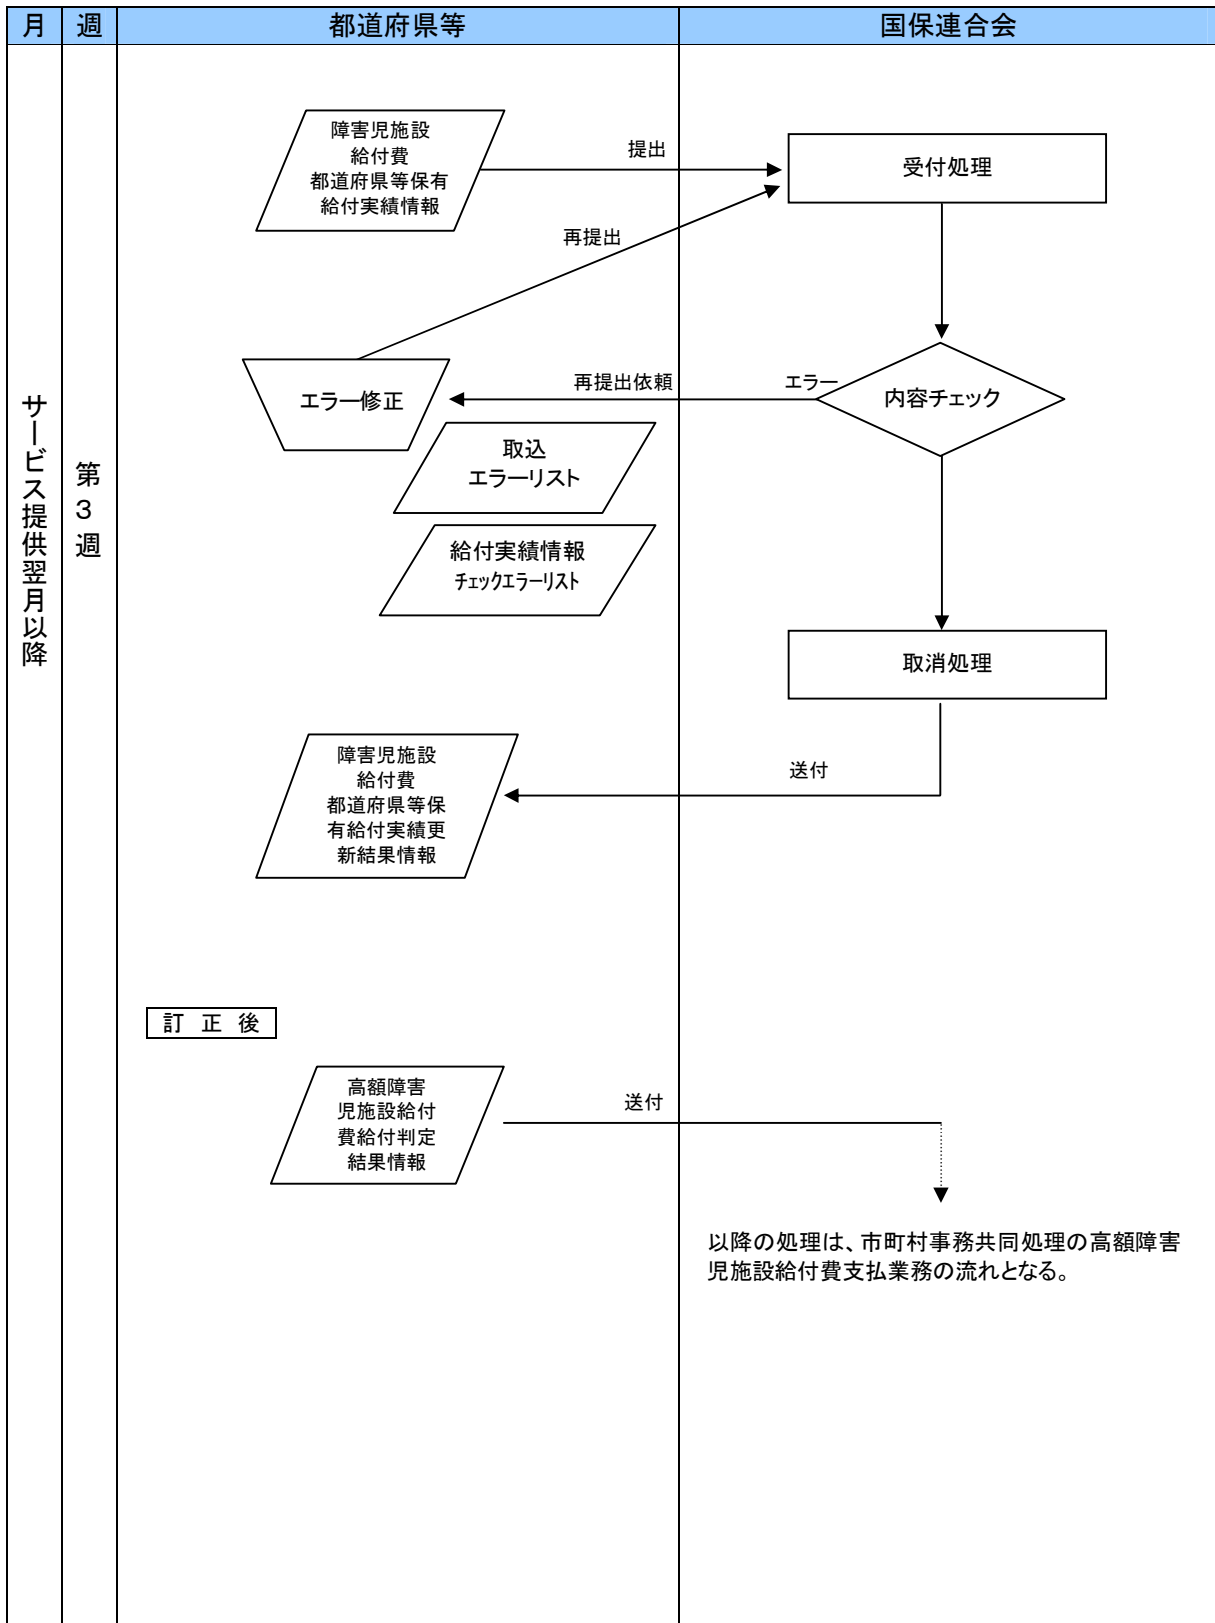 月
週
都道府県等
国保連合会
サービス提供翌月以降
第3週
障害児施設
給付費
都道府県等保有
給付実績情報
提出
受付処理
再提出
エラー修正
再提出依頼
エラー
内容チェック
取込
エラーリスト
給付実績情報
チェックエラーリスト
取消処理
障害児施設
給付費
都道府県等保
有給付実績更
新結果情報
送付
訂正後
高額障害
児施設給付
費給付判定
結果情報
送付
以降の処理は、市町村事務共同処理の高額障害
児施設給付費支払業務の流れとなる。